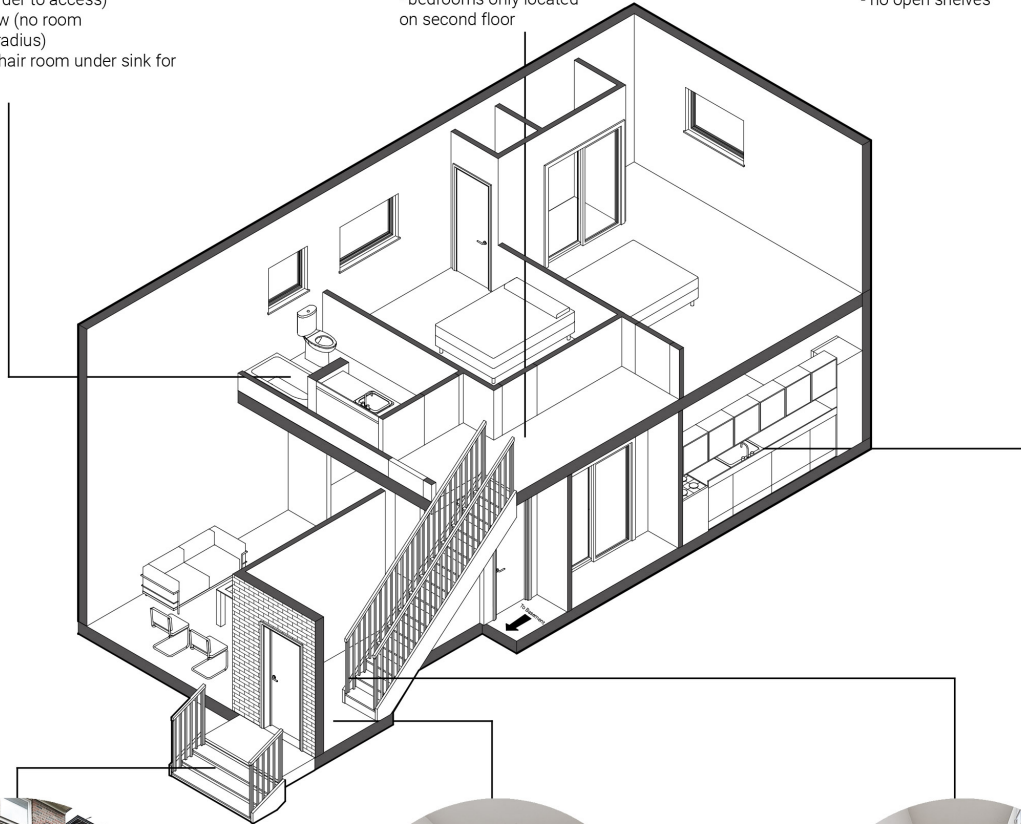 der to access)
w (no room
radius)
hair room under sink for
bedrooms only located
on second floor
- no open shelves
To Basement